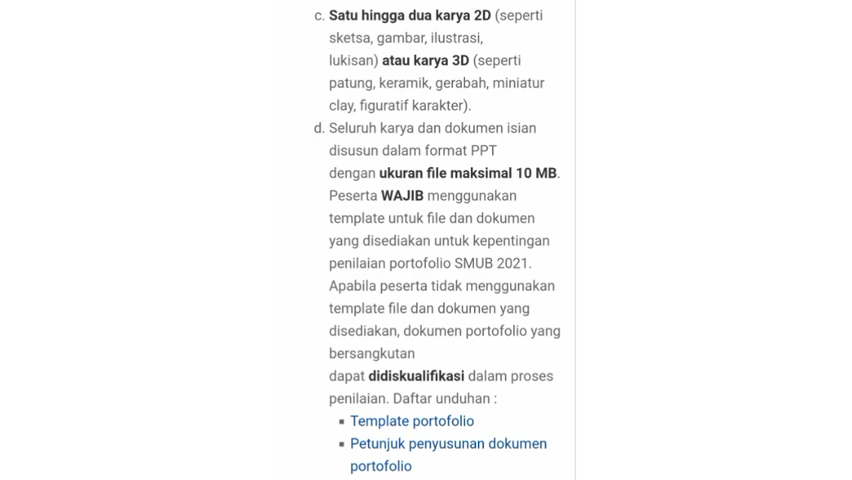 c. Satu hingga dua karya 2D (seperti
sketsa, gambar, ilustrasi,
lukisan) atau karya 3D (seperti
patung, keramik, gerabah, miniatur
clay, figuratif karakter).
d. Seluruh karya dan dokumen isian
disusun dalam format PPT
dengan ukuran file maksimal 10 MB.
Peserta WAJIB menggunakan
template untuk file dan dokumen
yang disediakan untuk kepentingan
penilaian portofolio SMUB 2021.
Apabila peserta tidak menggunakan
template file dan dokumen yang
disediakan, dokumen portofolio yang
bersangkutan
dapat didiskualifikasi dalam proses
penilaian. Daftar unduhan :
▪ Template portofolio
▪ Petunjuk penyusunan dokumen
portofolio